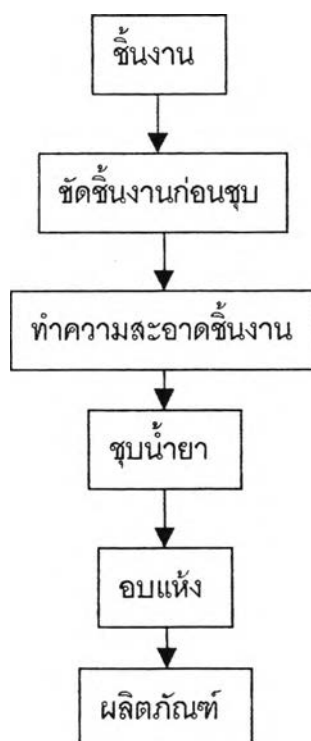 ชิ้นงาน
ขัดชิ้นงานก่อนชุบ
ทำความสะอาดชิ้นงาน
ชุบน้ำยา
อบแห้ง
ผลิตภัณฑ์